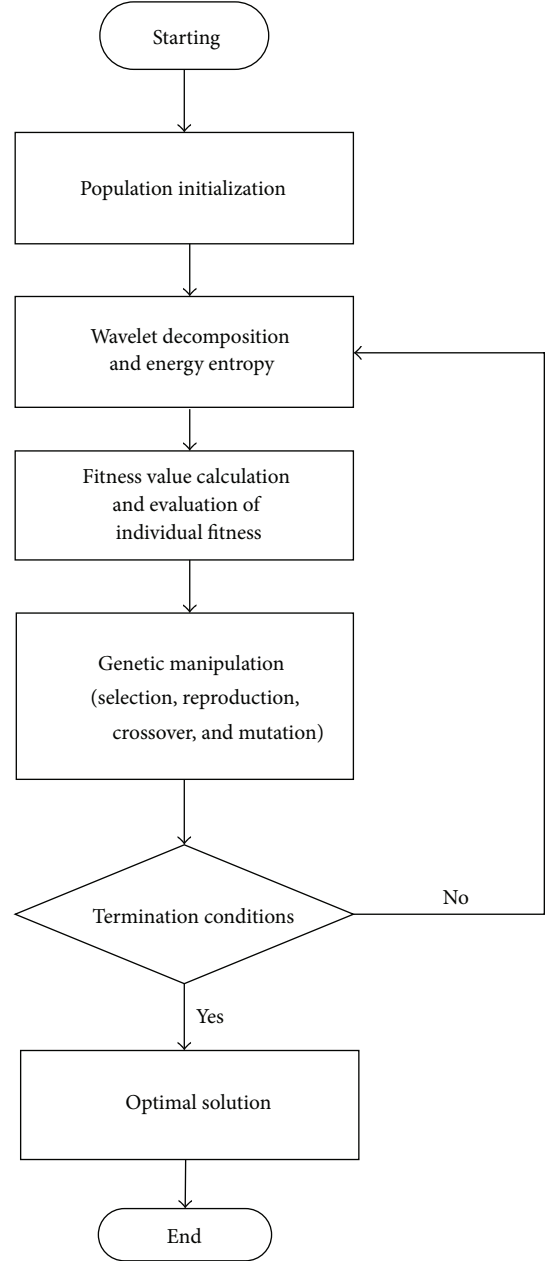 Starting
Population initialization
Wavelet decomposition
and energy entropy
Fitness value calculation
and evaluation of
individual fitness
Genetic manipulation
(selection, reproduction,
crossover, and mutation)
Termination conditions
No
Yes
Optimal solution
End